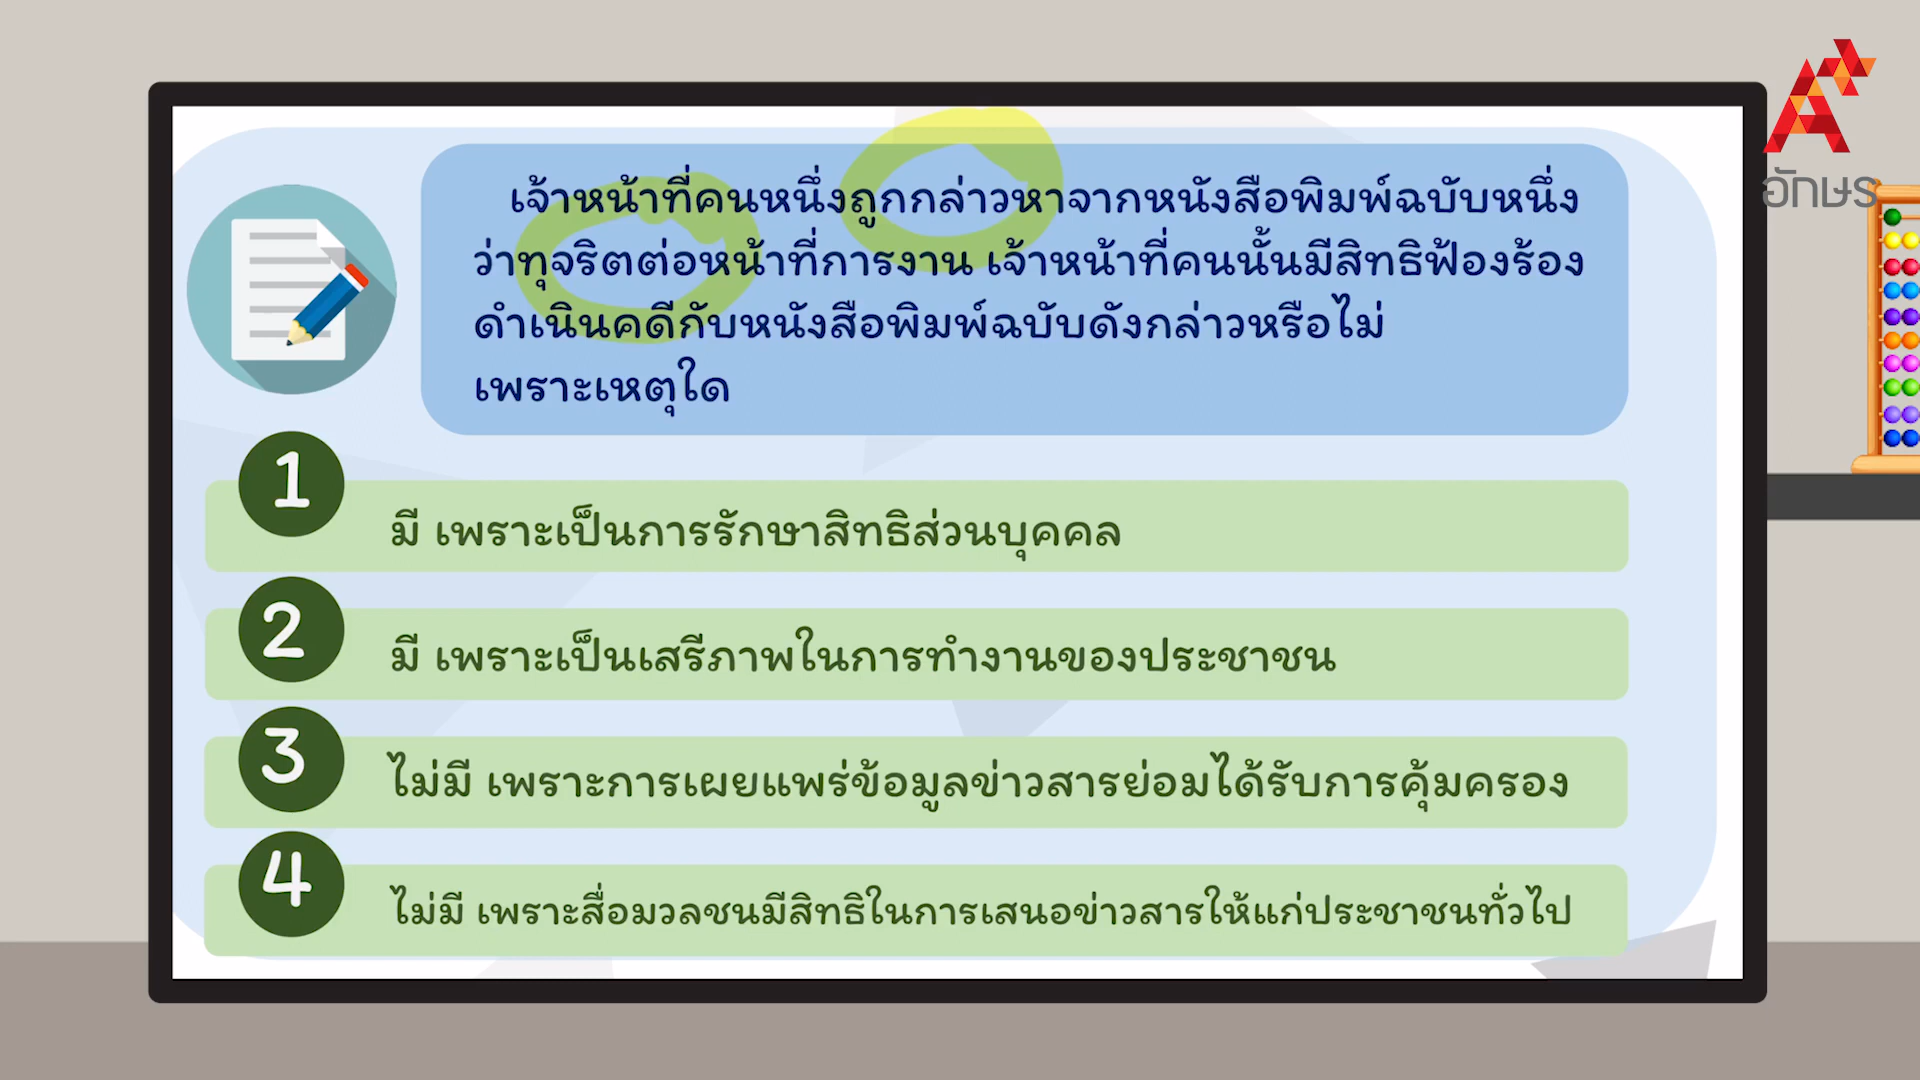 อักษร
เจ้าหน้าที่คนหนึ่งถูกกล่าวหาจากหนังสือพิมพ์ฉบับหนึ่ง
ว่าทุจริตต่อหน้าที่การงาน เจ้าหน้าที่คนนั้นมีสิทธิฟ้องร้อง
ดำเนินคดีกับหนังสือพิมพ์ฉบับดังกล่าวหรือไม่
เพราะเหตุใด
1 มี เพราะเป็นการรักษาสิทธิส่วนบุคคล
2 มี เพราะเป็นเสรีภาพในการทำงานของประชาชน
3 ไม่มี เพราะการเผยแพร่ข้อมูลข่าวสารย่อมได้รับการคุ้มครอง
4 ไม่มี เพราะสื่อมวลชนมีสิทธิในการเสนอข่าวสารให้แก่ประชาชนทั่วไป